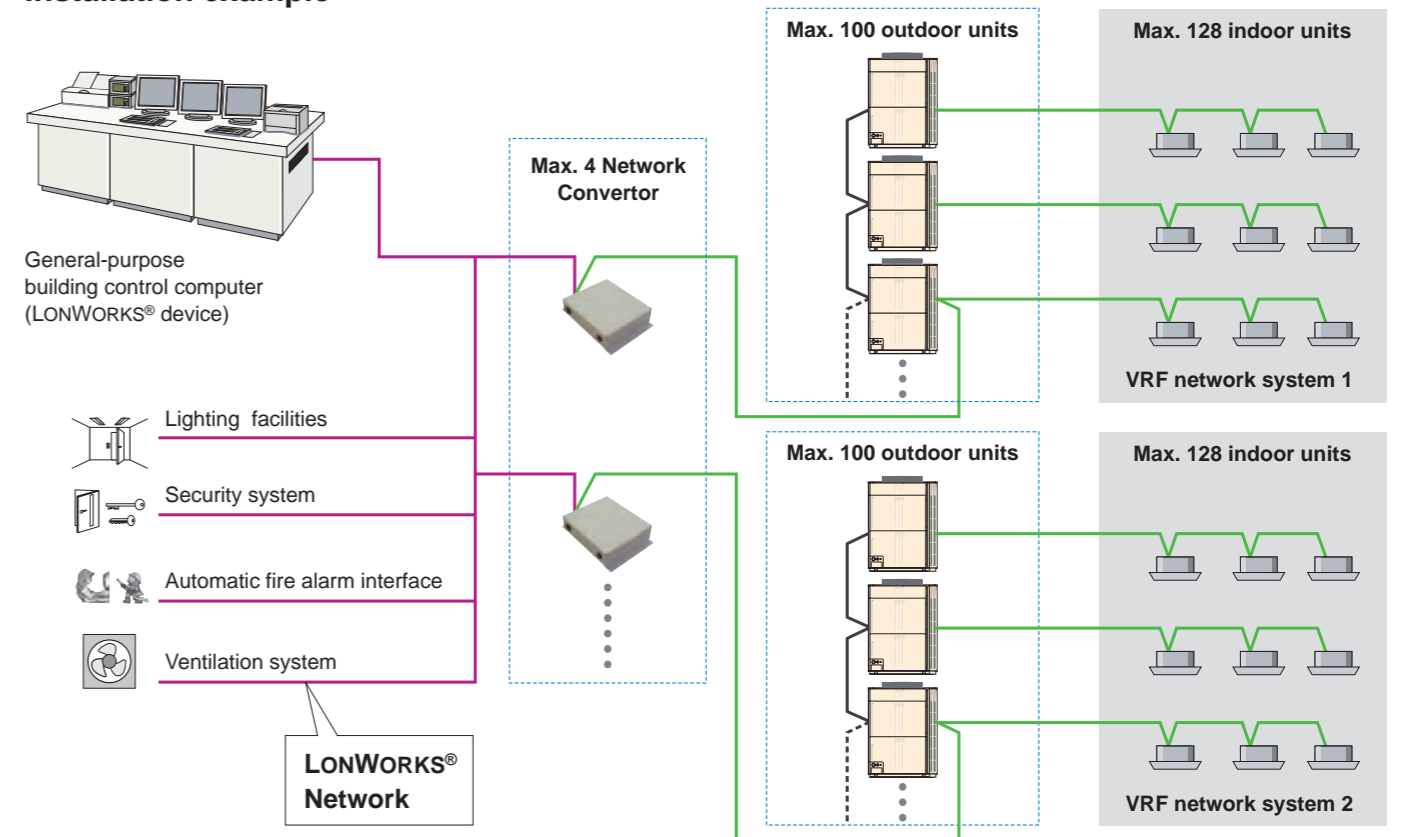 Installation example
Max. 100 outdoor units
Max. 128 indoor units
Max. 4 Network
Convertor
General-purpose
building control computer
(LONWORKS® device)
VRF network system 1
Lighting facilities
Security system
Automatic fire alarm interface
Ventilation system
LONWORKS®
Network
Max. 100 outdoor units
Max. 128 indoor units
VRF network system 2